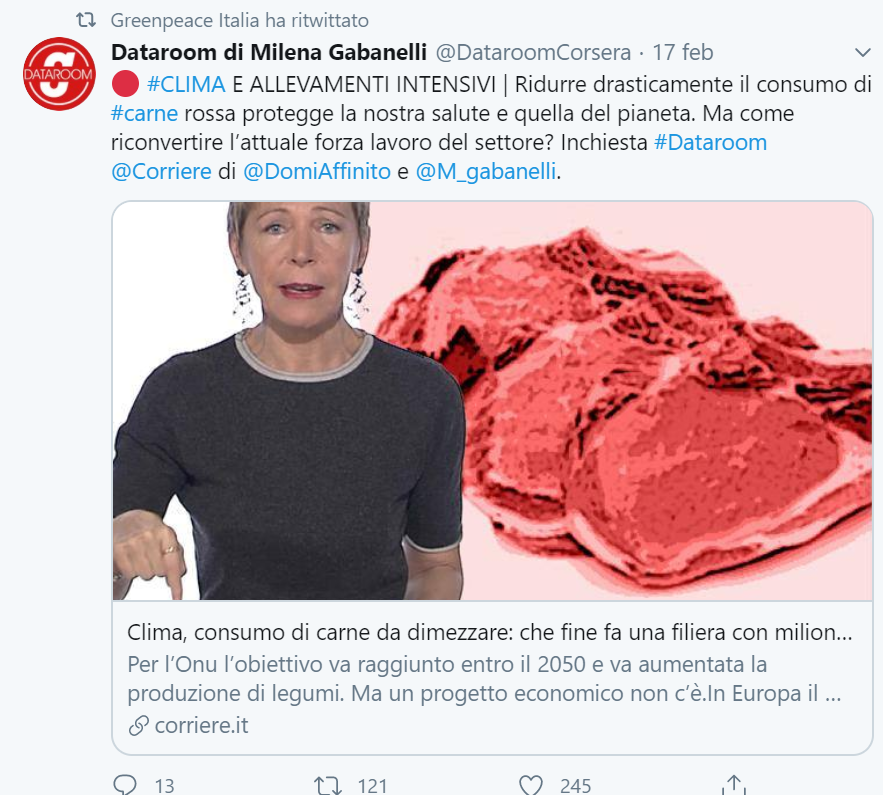 Greenpeace Italia ha ritwittato
Dataroom di Milena Gabanelli @DataroomCorsera · 17 feb
DATAROOM
#CLIMA E ALLEVAMENTI INTENSIVI | Ridurre drasticamente il consumo di
#carne rossa protegge la nostra salute e quella del pianeta. Ma come
riconvertire l'attuale forza lavoro del settore? Inchiesta #Dataroom
@Corriere di @DomiAffinito e @M_gabanelli.
Clima, consumo di carne da dimezzare: che fine fa una filiera con milion...
Per l'Onu l'obiettivo va raggiunto entro il 2050 e va aumentata la
produzione di legumi. Ma un progetto economico non c'è.In Europa il ...
corriere.it
13 121 245